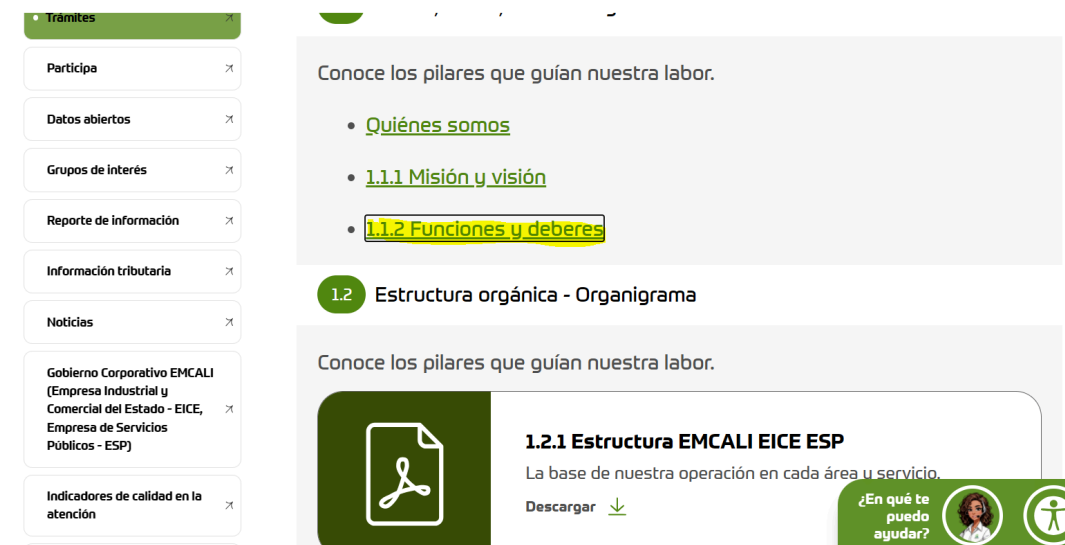 Trámites
Participa
Datos abiertos
Grupos de interés
Reporte de información
Información tributaria
Noticias
Gobierno Corporativo EMCALI
(Empresa Industrial y
Comercial del Estado - EICE,
Empresa de Servicios
Públicos - ESP)
Indicadores de calidad en la
atención
Conoce los pilares que guían nuestra labor.
Quiénes somos
1.1.1 Misión y visión
1.1.2 Funciones y deberes
1.2 Estructura orgánica - Organigrama
Conoce los pilares que guían nuestra labor.
1.2.1 Estructura EMCALI EICE ESP
La base de nuestra operación en cada área y servicio.
Descargar
¿En qué te
puedo
ayudar?